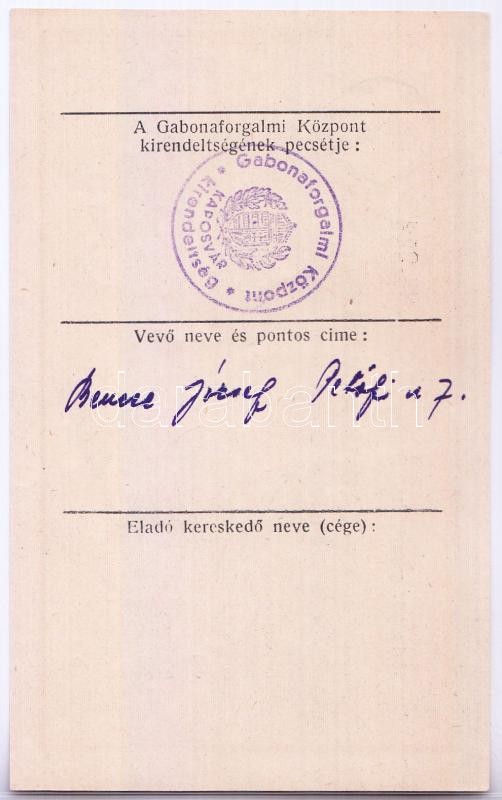 A Gabonaforgalmi Központ
kirendeltségének pecsétje :
Gabonaforgalmi Központ * Kirendeltség *
KAPOSVÁR
Vevő neve és pontos cime :
Bencze József Petőfi u 7.
darabanth
Eladó kereskedő neve (cége) :